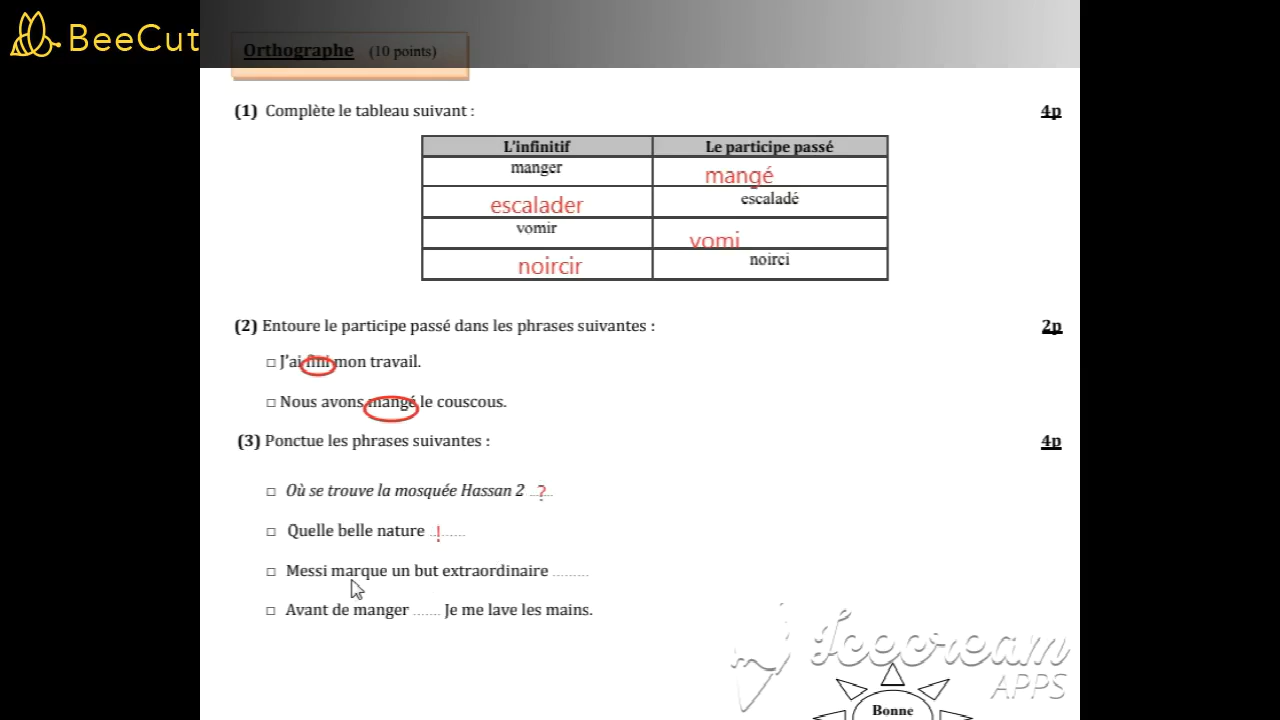 BeeCut
Orthographe (10 points)
(1) Complète le tableau suivant : 4p
L'infinitif Le participe passé
manger mangé
escalader escaladé
vomir vomi
noircir noirci
(2) Entoure le participe passé dans les phrases suivantes : 2p
□ J'ai fini mon travail.
□ Nous avons mangé le couscous.
(3) Ponctue les phrases suivantes : 4p
□ Où se trouve la mosquée Hassan 2 ...?...
□ Quelle belle nature ..!.......
□ Messi marque un but extraordinaire .........
□ Avant de manger ....... Je me lave les mains.
Icecream
APPS
Bonne